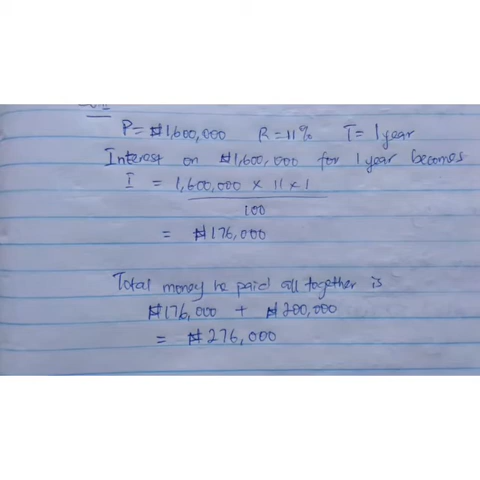 P = ₦1,600,000 R = 11% T = 1 year
Interest on ₦1,600,000 for 1 year becomes
I = 1,600,000 × 11 × 1
100
= ₦176,000
Total money he paid all together is
₦176,000 + ₦200,000
= ₦276,000